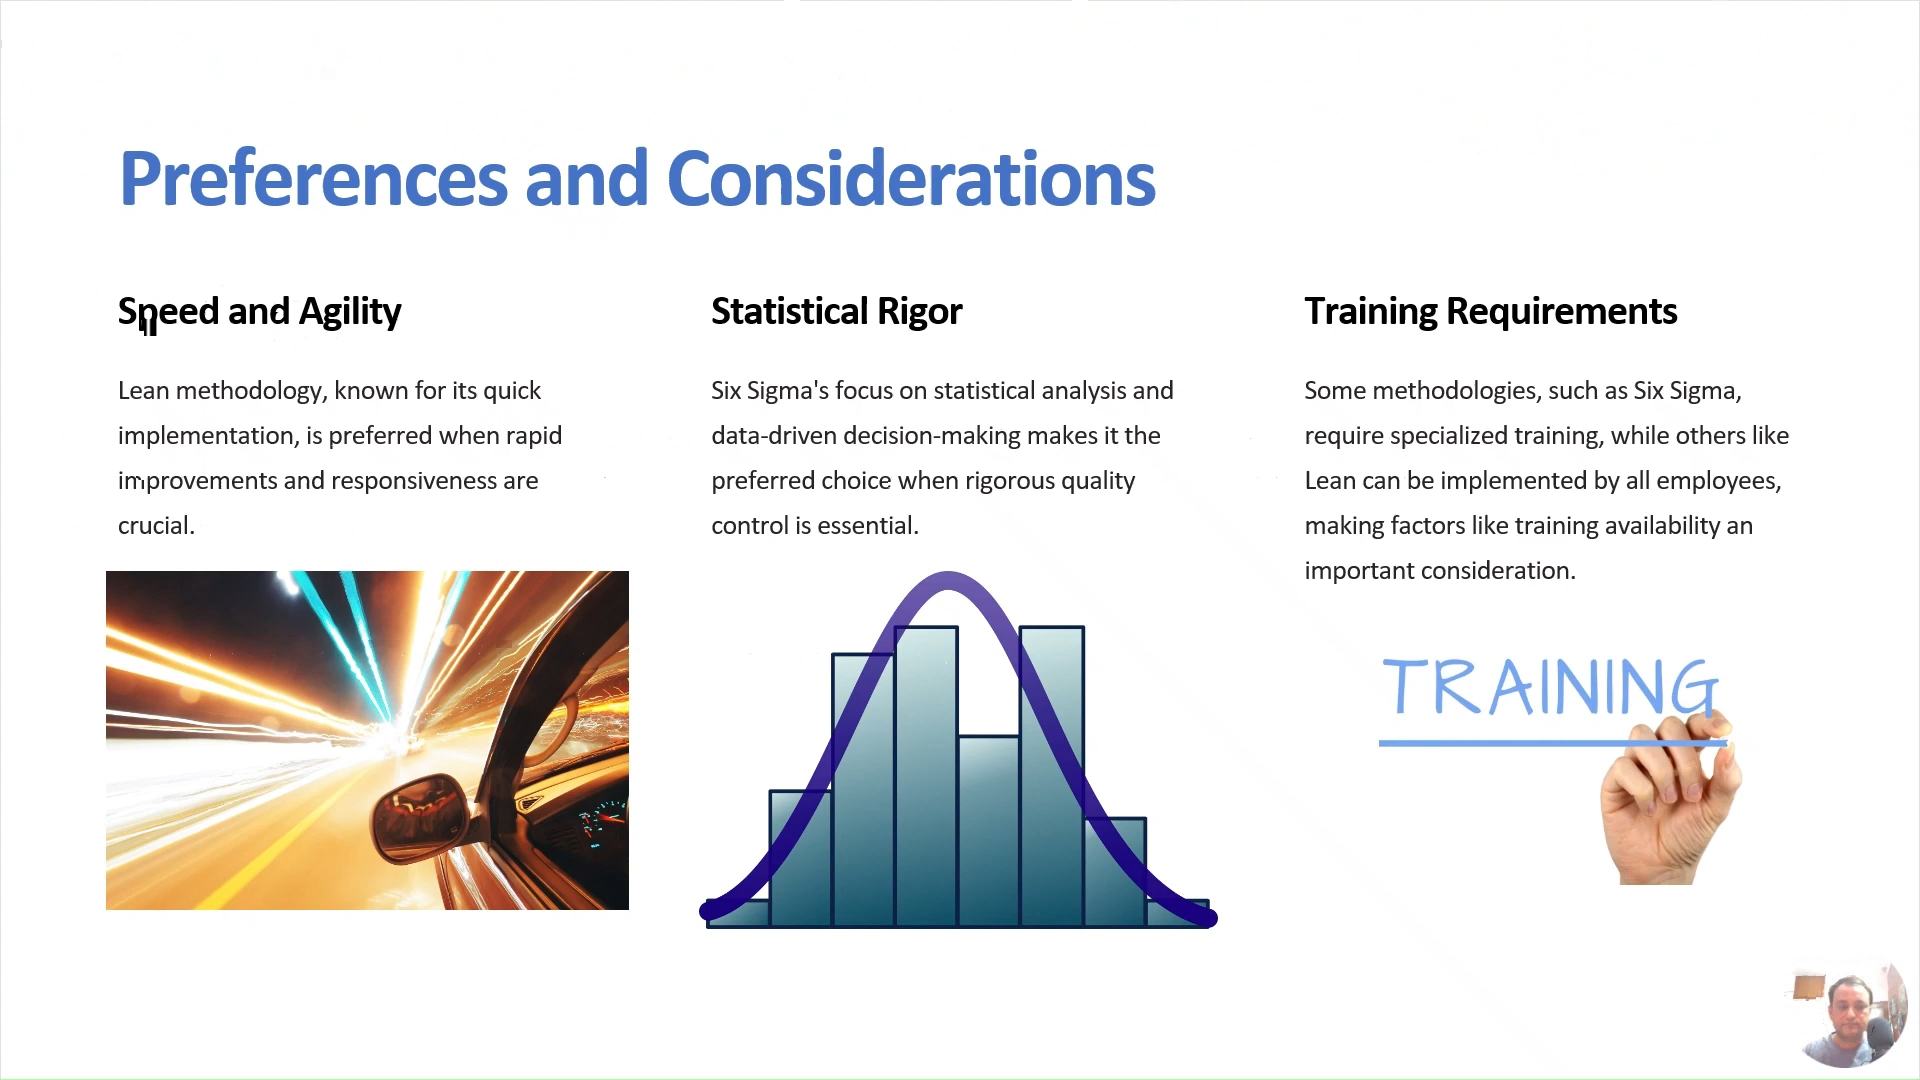 Preferences and Considerations
Speed and Agility
Lean methodology, known for its quick
implementation, is preferred when rapid
improvements and responsiveness are
crucial.
Statistical Rigor
Six Sigma's focus on statistical analysis and
data-driven decision-making makes it the
preferred choice when rigorous quality
control is essential.
Training Requirements
Some methodologies, such as Six Sigma,
require specialized training, while others like
Lean can be implemented by all employees,
making factors like training availability an
important consideration.
TRAINING